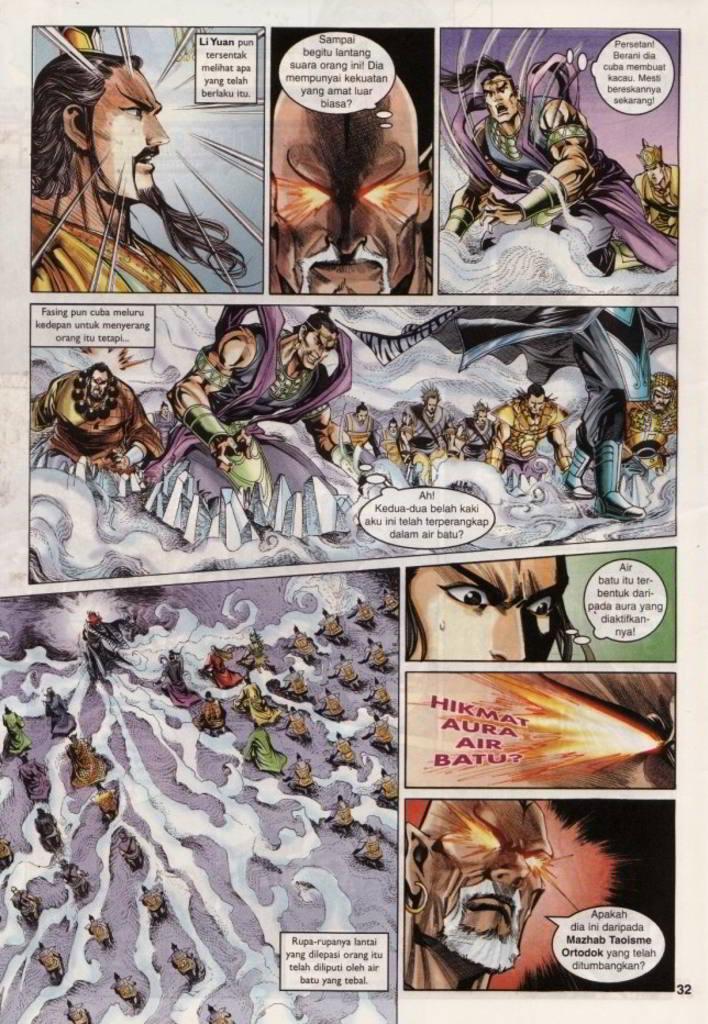 Li Yuan pun
tersentak
melihat apa
yang telah
berlaku itu.
Sampai
begitu lantang
suara orang ini! Dia
mempunyai kekuatan
yang amat luar
biasa?
Persetan!
Berani dia
cuba membuat
kacau. Mesti
bereskannya
sekarang!
Fasing pun cuba meluru
kedepan untuk menyerang
orang itu tetapi...
Ah!
Kedua-dua belah kaki
aku ini telah terperangkap
dalam air batu?
Air
batu itu ter-
bentuk dari-
pada aura yang
diaktifkan-
nya!
HIKMAT
AURA
AIR
BATU?
Rupa-rupanya lantai
yang dilepaskan orang itu
telah diliputi oleh air
batu yang tebal.
Apakah
dia ini daripada
Mazhab Taoisme
Ortodok yang telah
ditumbangkan?
32